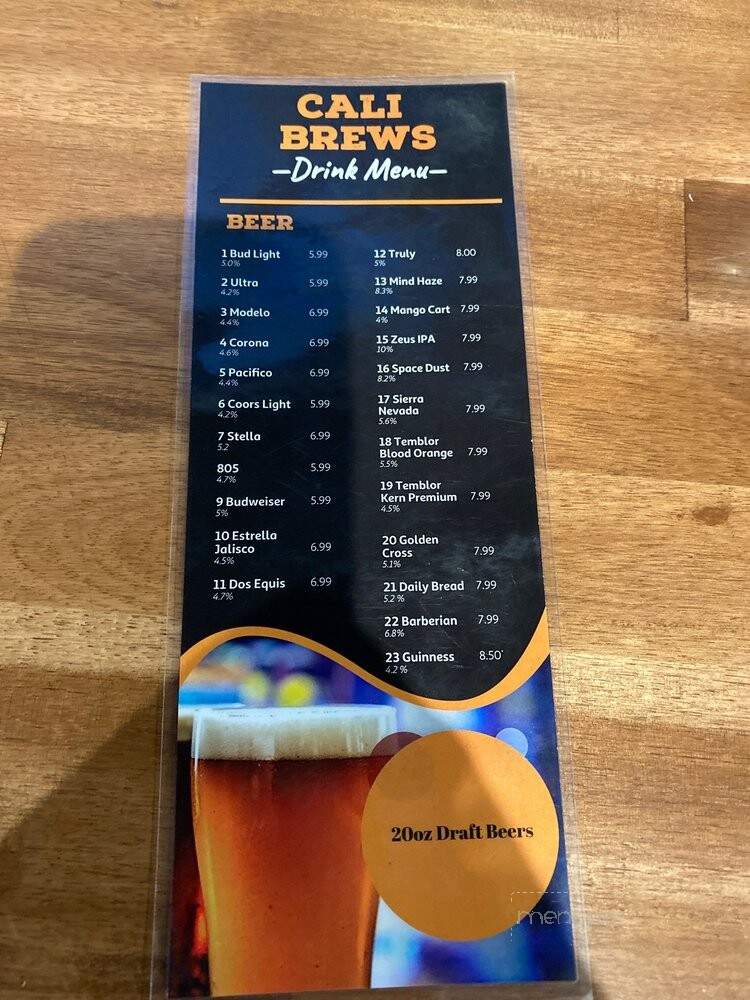 CALI
BREWS
–Drink Menu–
BEER
1 Bud Light 5.99
5.0%
2 Ultra 5.99
4.2%
3 Modelo 6.99
4.4%
4 Corona 6.99
4.6%
5 Pacifico 6.99
4.4%
6 Coors Light 5.99
4.2%
7 Stella 6.99
5.2
805 5.99
4.7%
9 Budweiser 5.99
5%
10 Estrella
Jalisco 6.99
4.5%
11 Dos Equis 6.99
4.7%
12 Truly 8.00
5%
13 Mind Haze 7.99
8.3%
14 Mango Cart 7.99
4%
15 Zeus IPA 7.99
10%
16 Space Dust 7.99
8.2%
17 Sierra
Nevada 7.99
5.6%
18 Temblor
Blood Orange 7.99
5.5%
19 Temblor
Kern Premium 7.99
4.5%
20 Golden
Cross 7.99
5.1%
21 Daily Bread 7.99
5.2 %
22 Barberian 7.99
6.8%
23 Guinness 8.50*
4.2 %
20oz Draft Beers